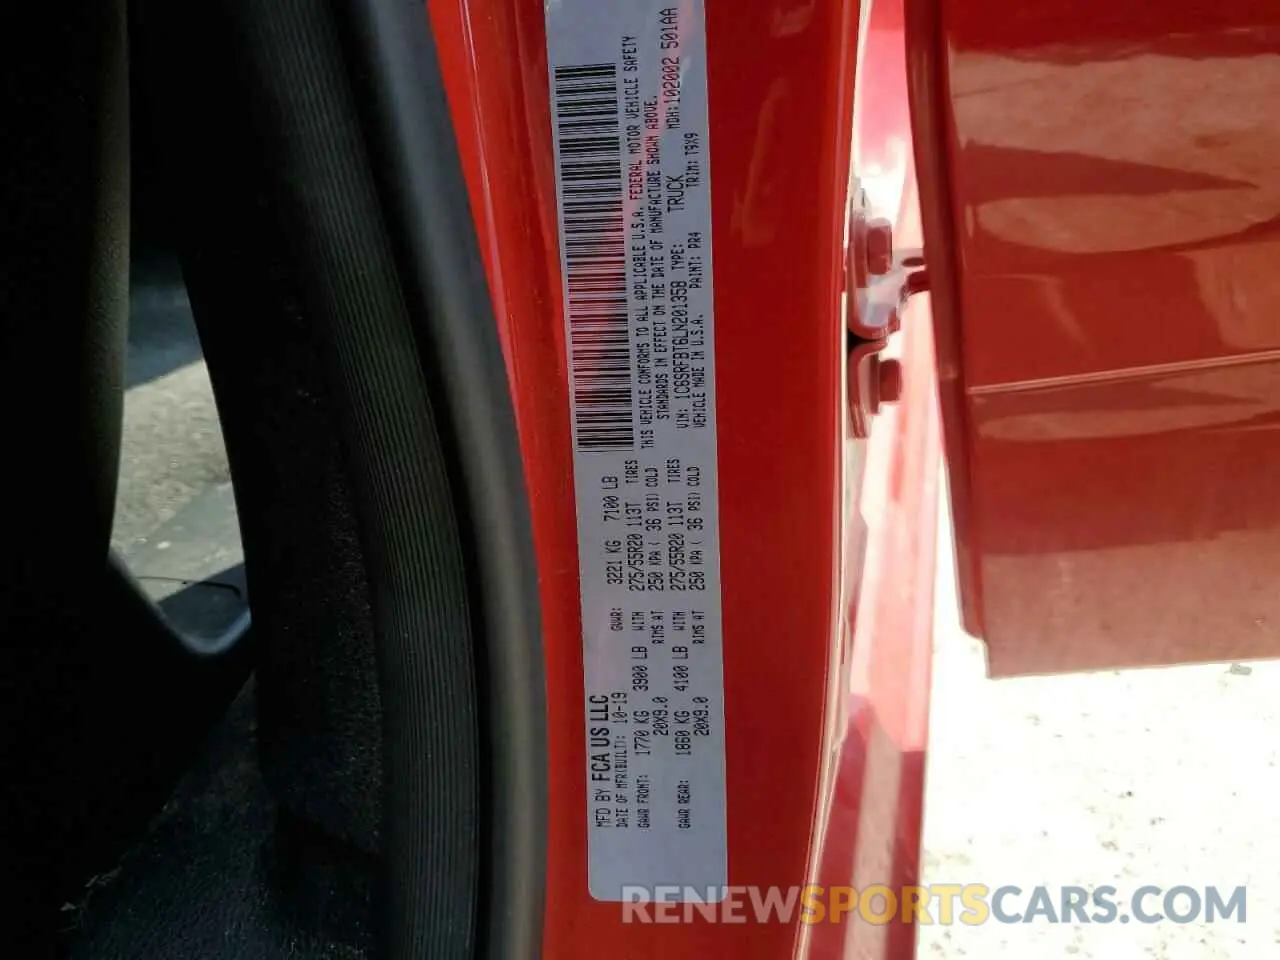 MFD BY FCA US LLC
DATE OF MFR(BUILT): 10-19 GVWR: 3221 KG 7100 LB
GAWR FRONT: 1770 KG 3900 LB WITH 275/55R20 113T TIRES
20X9.0 RIMS AT 250 KPA ( 36 PSI) COLD
GAWR REAR: 1860 KG 4100 LB WITH 275/55R20 113T TIRES
20X9.0 RIMS AT 250 KPA ( 36 PSI) COLD
THIS VEHICLE CONFORMS TO ALL APPLICABLE U.S.A. FEDERAL MOTOR VEHICLE SAFETY
STANDARDS IN EFFECT ON THE DATE OF MANUFACTURE SHOWN ABOVE.
VIN: 1C6SRFBT6LN201358 TYPE: TRUCK MDH:102002 501AA
VEHICLE MADE IN U.S.A. PAINT: PR4 TRIM: T9X9
RENEWSPORTSCARS.COM